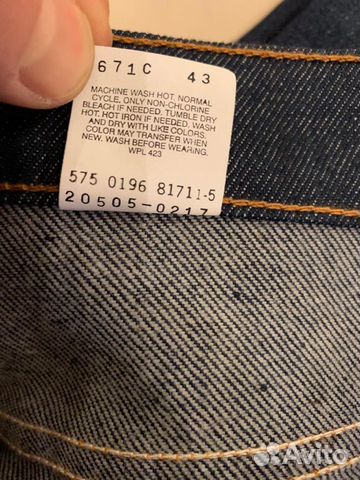 671C 43
MACHINE WASH HOT, NORMAL
CYCLE, ONLY NON-CHLORINE
BLEACH IF NEEDED. TUMBLE DRY
HOT. HOT IRON IF NEEDED. WASH
AND DRY WITH LIKE COLORS.
COLOR MAY TRANSFER WHEN
NEW. WASH BEFORE WEARING.
WPL 423
575 0196 81711-5
20505-0217
Avito